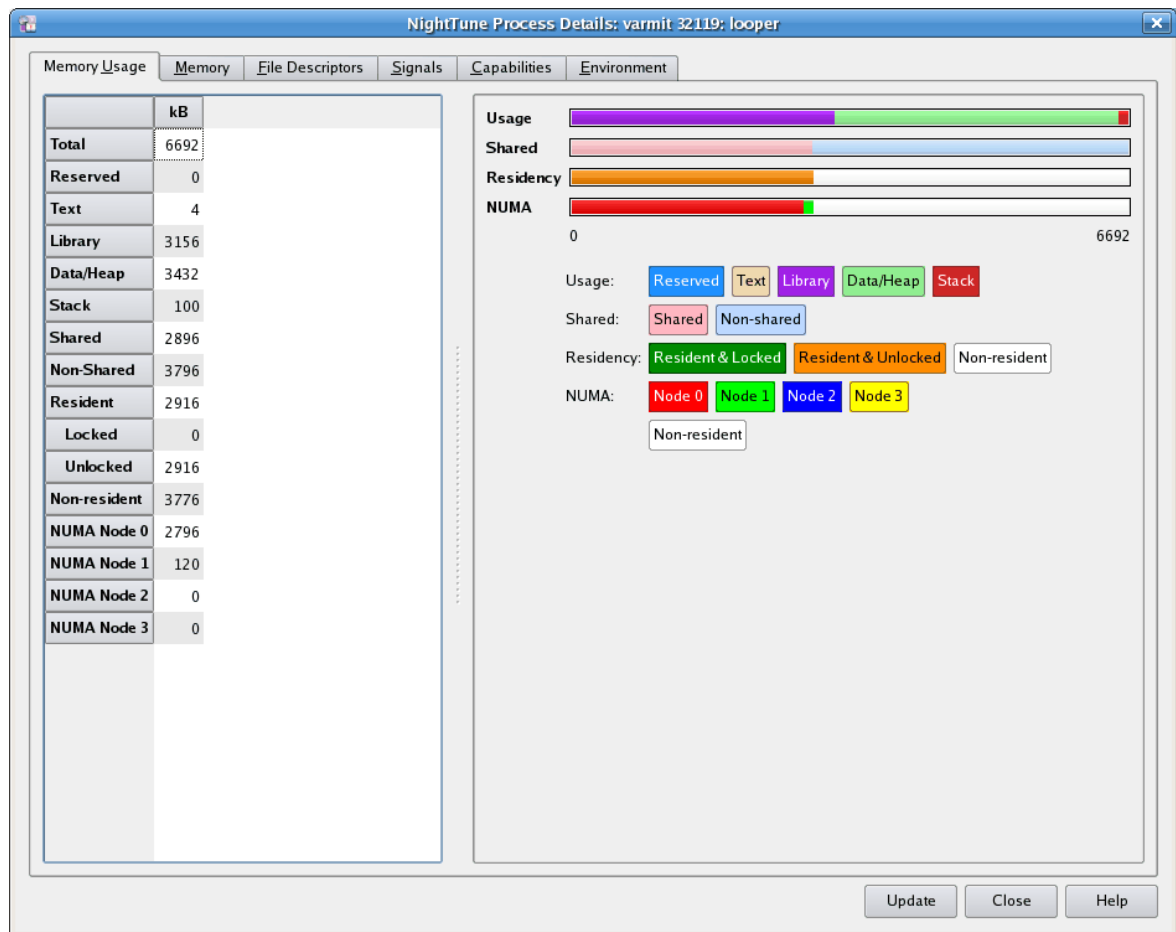 NightTune Process Details: varmit 32119: looper
Memory Usage Memory File Descriptors Signals Capabilities Environment
kB
Total 6692
Reserved 0
Text 4
Library 3156
Data/Heap 3432
Stack 100
Shared 2896
Non-Shared 3796
Resident 2916
Locked 0
Unlocked 2916
Non-resident 3776
NUMA Node 0 2796
NUMA Node 1 120
NUMA Node 2 0
NUMA Node 3 0
Usage
Shared
Residency
NUMA
0 6692
Usage: Reserved Text Library Data/Heap Stack
Shared: Shared Non-shared
Residency: Resident & Locked Resident & Unlocked Non-resident
NUMA: Node 0 Node 1 Node 2 Node 3
Non-resident
Update Close Help